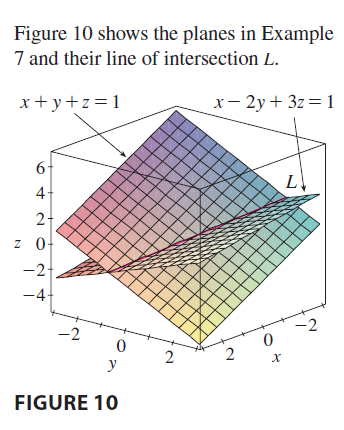 Figure 10 shows the planes in Example
7 and their line of intersection L.
x + y + z = 1
x − 2y + 3z = 1
L
6
4
2
z 0
−2
−4
−2 0 2
y
2 0 −2
x
FIGURE 10